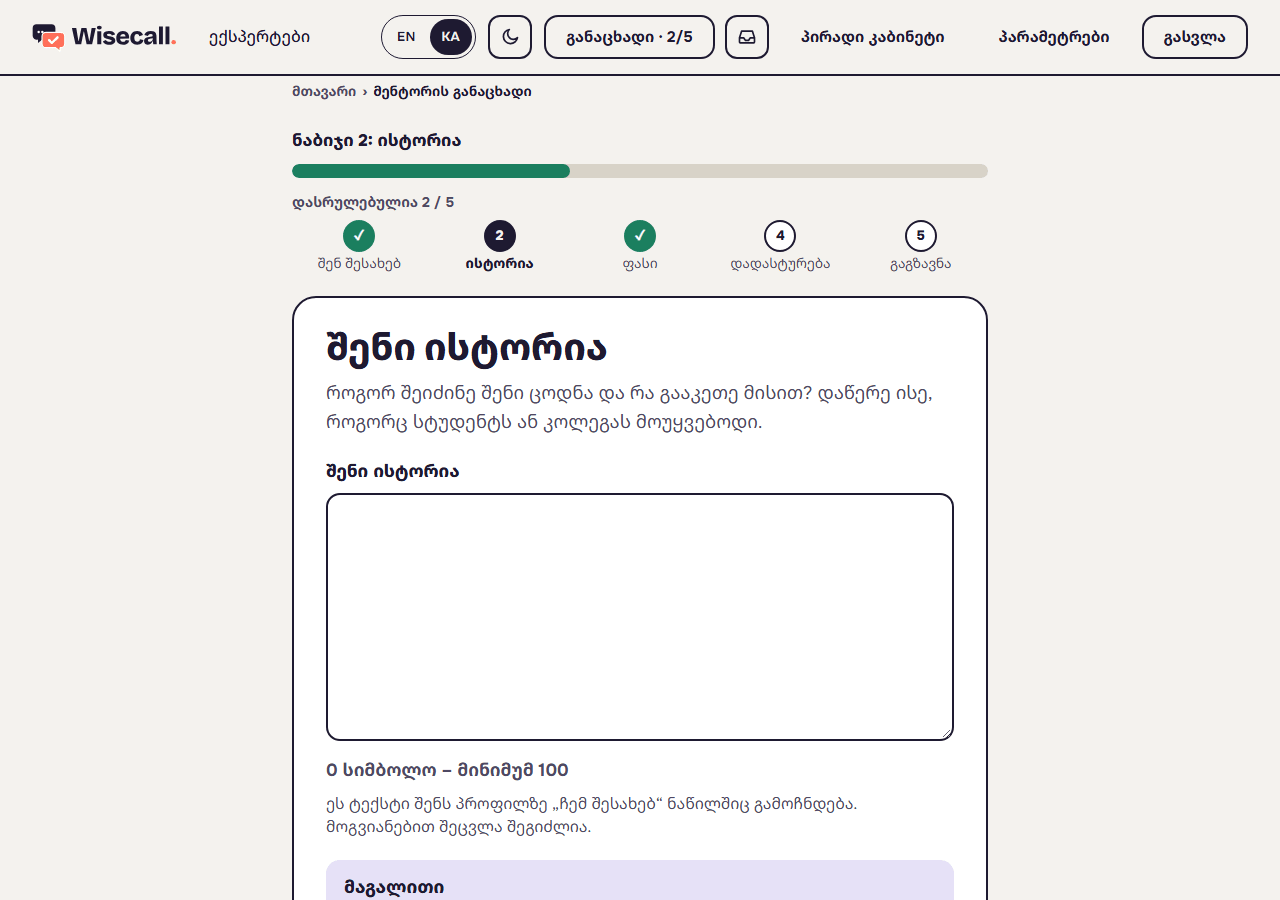 Wisecall.
ექსპერტები
EN
KA
განაცხადი · 2/5
პირადი კაბინეტი
პარამეტრები
გასვლა
მთავარი › მენტორის განაცხადი
ნაბიჯი 2: ისტორია
დასრულებულია 2 / 5
✓ 2 ✓ 4 5
შენ შესახებ ისტორია ფასი დადასტურება გაგზავნა
შენი ისტორია
როგორ შეიძინე შენი ცოდნა და რა გააკეთე მისით? დაწერე ისე,
როგორც სტუდენტს ან კოლეგას მოუყვებოდი.
შენი ისტორია
0 სიმბოლო – მინიმუმ 100
ეს ტექსტი შენს პროფილზე „ჩემ შესახებ“ ნაწილშიც გამოჩნდება.
მოგვიანებით შეცვლა შეგიძლია.
მაგალითი